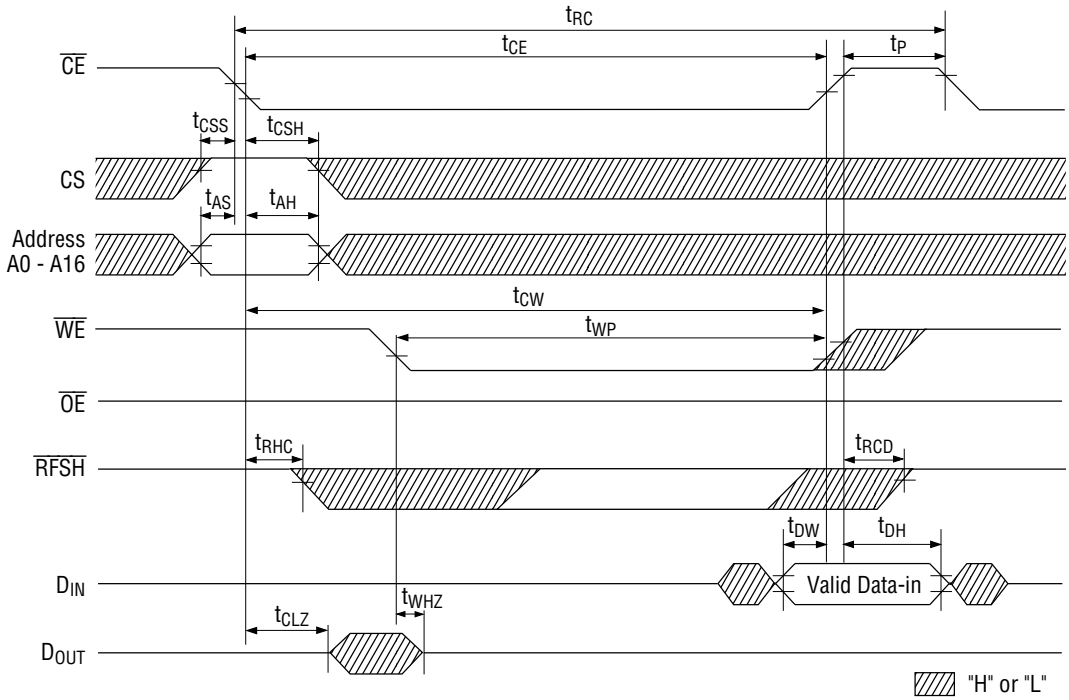 tRC
tCE
tP
CE
tCSS
tCSH
CS
tAS
tAH
Address
A0 - A16
tCW
WE
tWP
OE
tRHC
tRCD
RFSH
tDW
tDH
DIN
Valid Data-in
tCLZ
tWHZ
DOUT
"H" or "L"